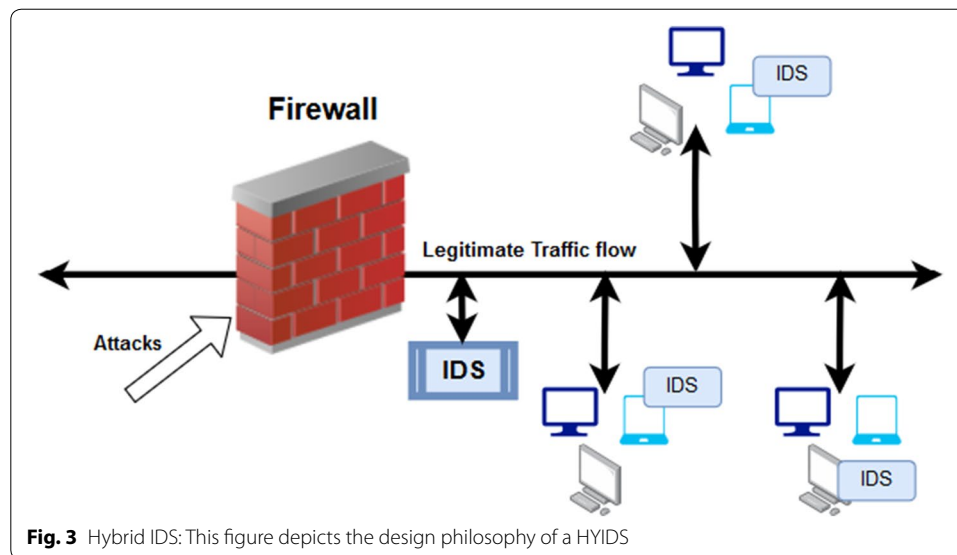 IDS
Firewall
Legitimate Traffic flow
Attacks
IDS
IDS
IDS
Fig. 3 Hybrid IDS: This figure depicts the design philosophy of a HYIDS